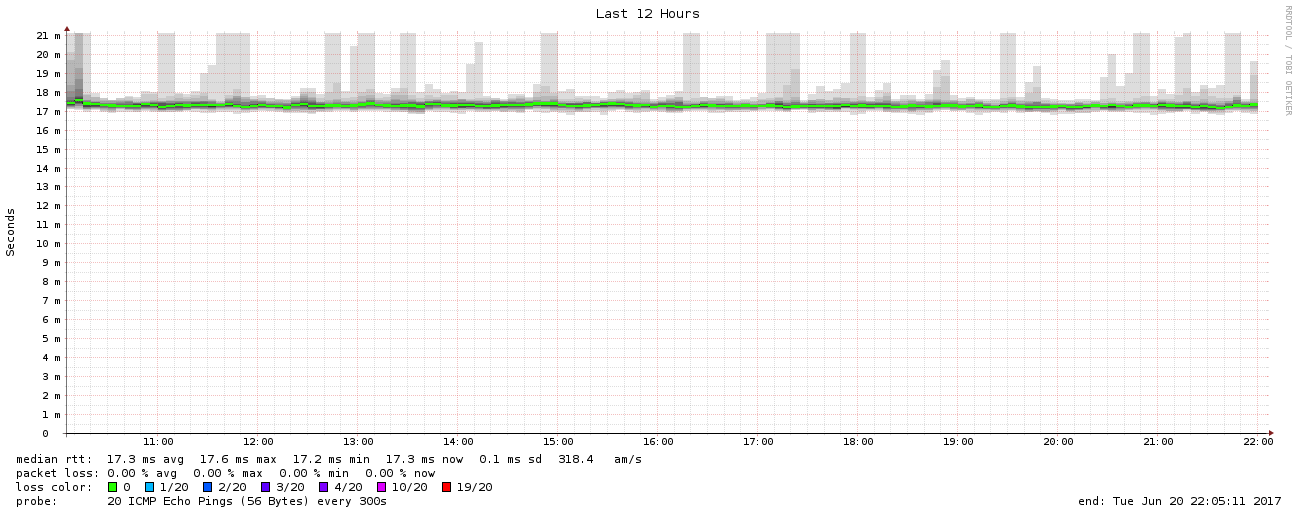 Last 12 Hours
RRDTOOL / TOBI OETIKER
Seconds
21 m
20 m
19 m
18 m
17 m
16 m
15 m
14 m
13 m
12 m
11 m
10 m
9 m
8 m
7 m
6 m
5 m
4 m
3 m
2 m
1 m
0
11:00 12:00 13:00 14:00 15:00 16:00 17:00 18:00 19:00 20:00 21:00 22:00
median rtt: 17.3 ms avg 17.6 ms max 17.2 ms min 17.3 ms now 0.1 ms sd 318.4 am/s
packet loss: 0.00 % avg 0.00 % max 0.00 % min 0.00 % now
loss color: 0 1/20 2/20 3/20 4/20 10/20 19/20
probe: 20 ICMP Echo Pings (56 Bytes) every 300s end: Tue Jun 20 22:05:11 2017